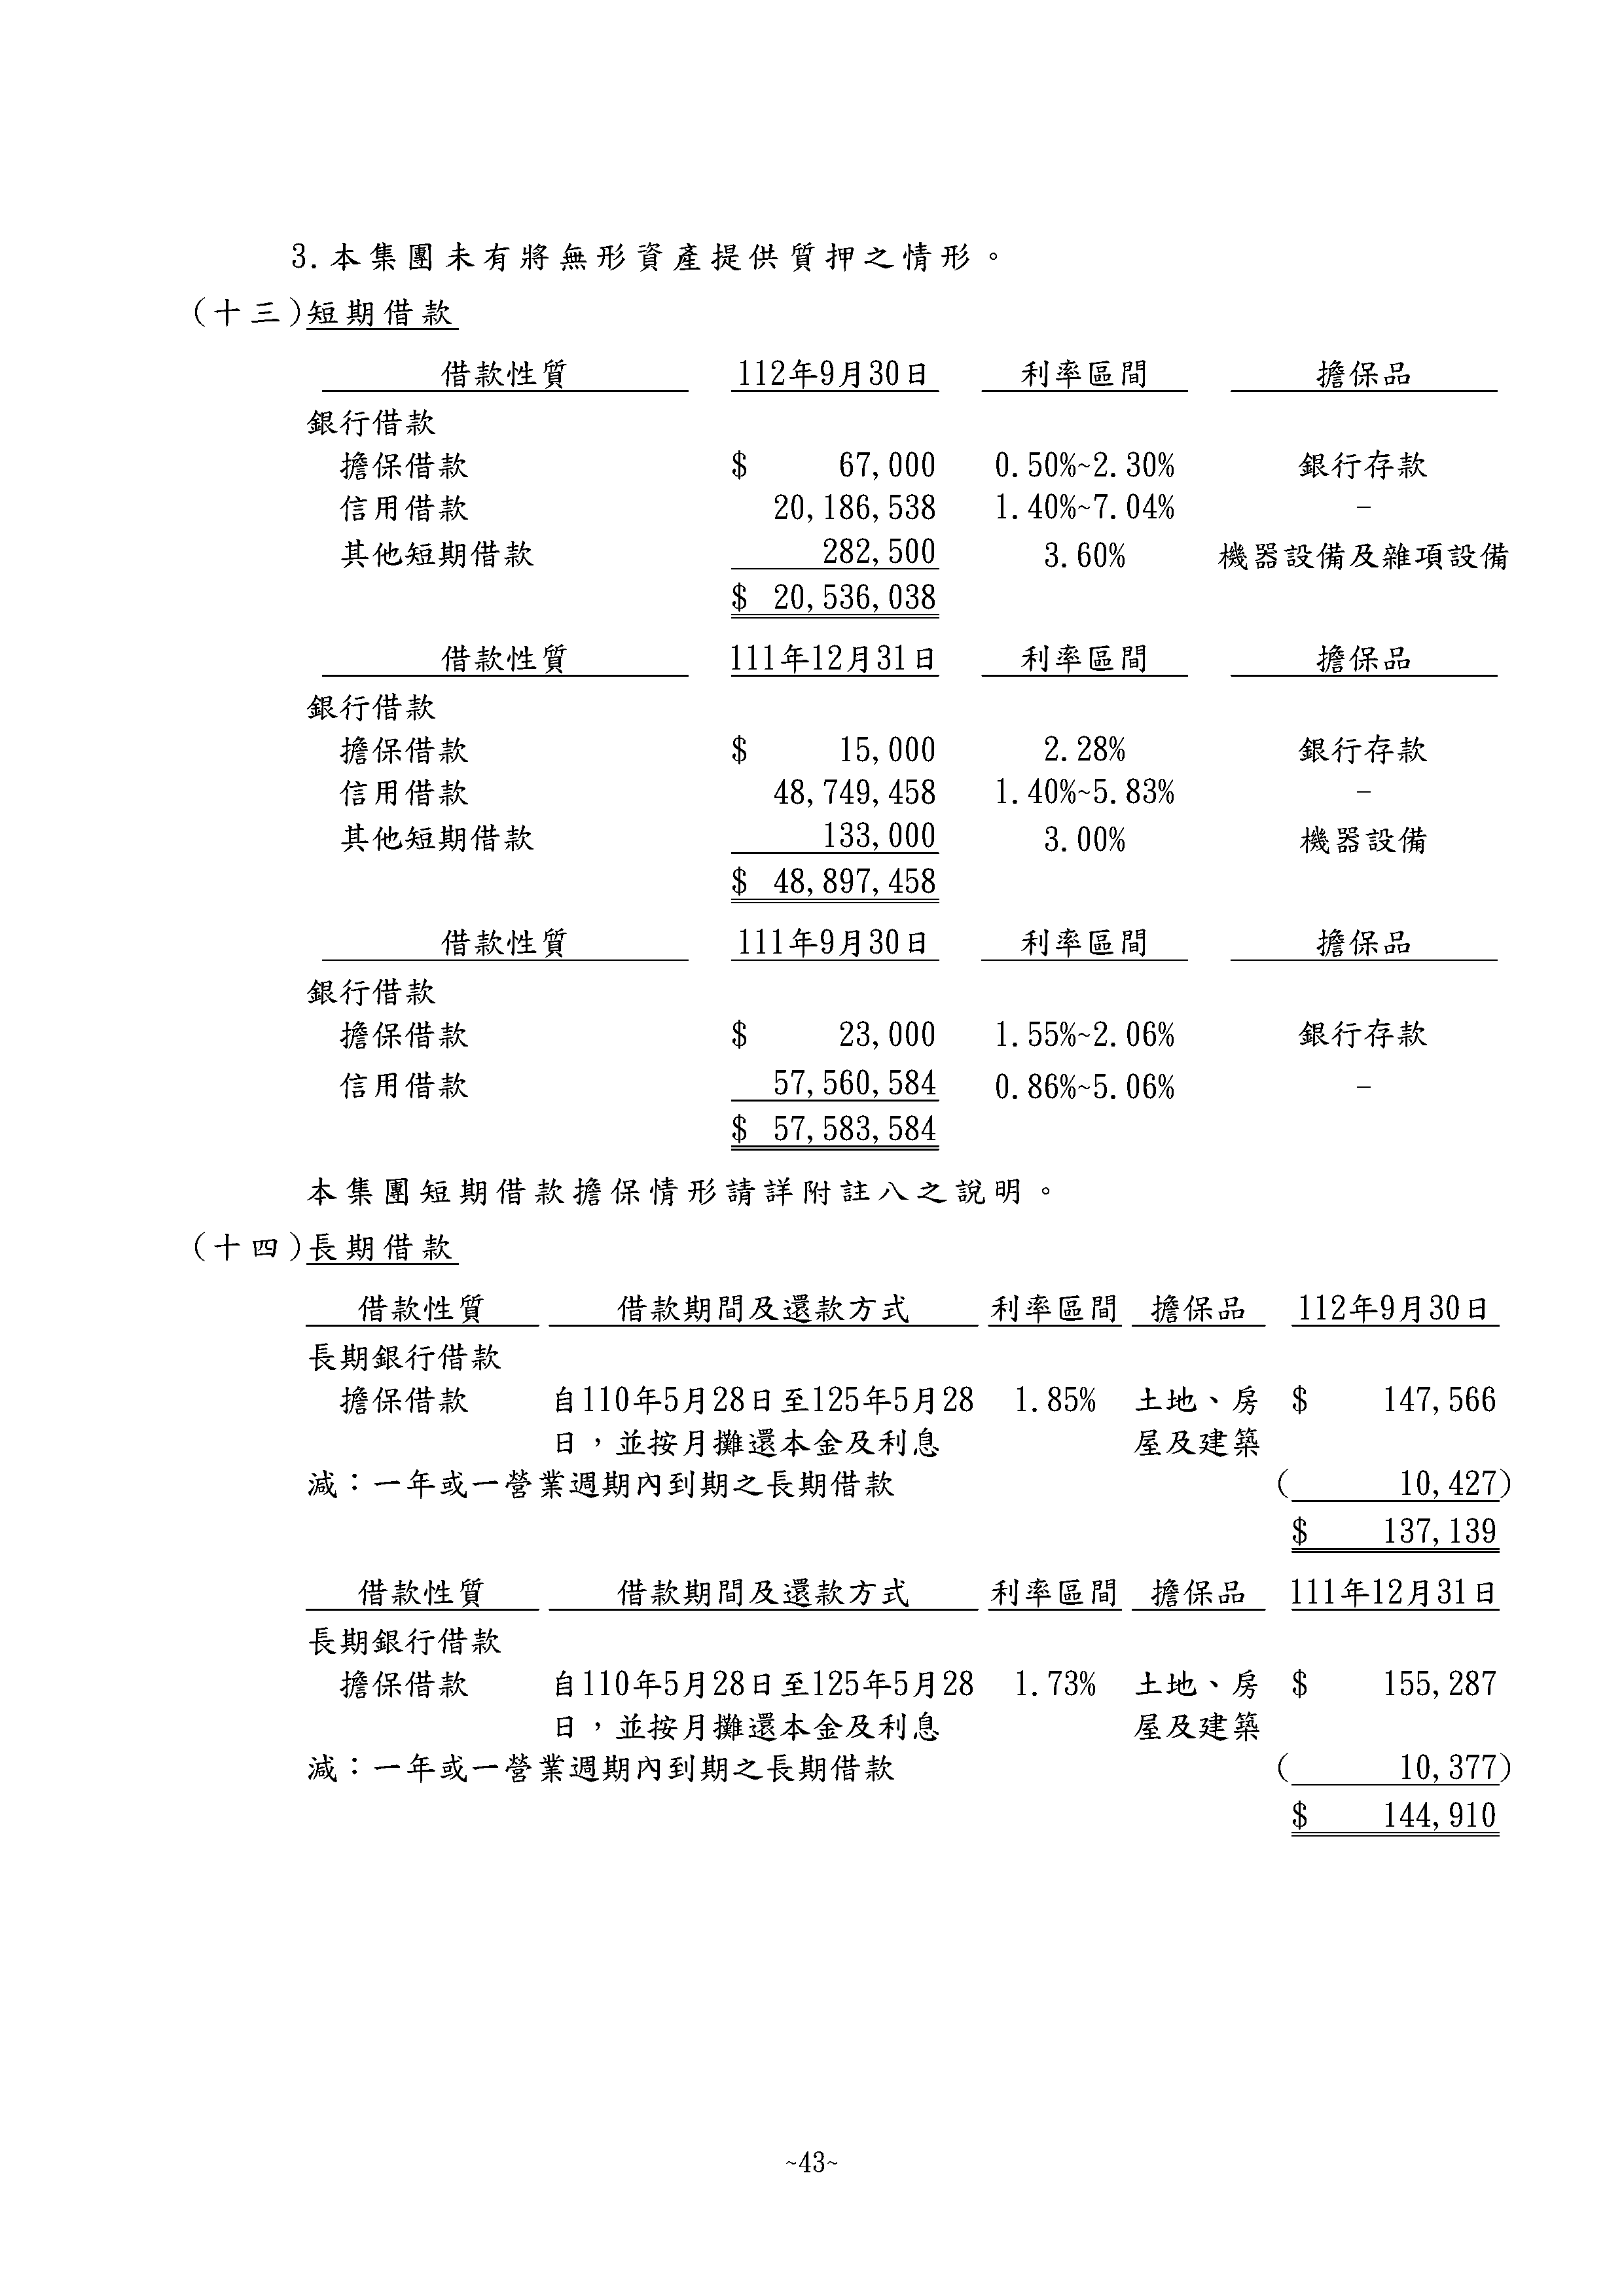 3.本集團未有將無形資產提供質押之情形。
(十三)短期借款
借款性質 112年9月30日 利率區間 擔保品
銀行借款
擔保借款 $ 67,000 0.50%~2.30% 銀行存款
信用借款 20,186,538 1.40%~7.04% -
其他短期借款 282,500 3.60% 機器設備及雜項設備
$ 20,536,038
借款性質 111年12月31日 利率區間 擔保品
銀行借款
擔保借款 $ 15,000 2.28% 銀行存款
信用借款 48,749,458 1.40%~5.83% -
其他短期借款 133,000 3.00% 機器設備
$ 48,897,458
借款性質 111年9月30日 利率區間 擔保品
銀行借款
擔保借款 $ 23,000 1.55%~2.06% 銀行存款
信用借款 57,560,584 0.86%~5.06% -
$ 57,583,584
本集團短期借款擔保情形請詳附註八之說明。
(十四)長期借款
借款性質 借款期間及還款方式 利率區間 擔保品 112年9月30日
長期銀行借款
擔保借款 自110年5月28日至125年5月28 1.85% 土地、房 $ 147,566
日，並按月攤還本金及利息 屋及建築
減：一年或一營業週期內到期之長期借款 ( 10,427)
$ 137,139
借款性質 借款期間及還款方式 利率區間 擔保品 111年12月31日
長期銀行借款
擔保借款 自110年5月28日至125年5月28 1.73% 土地、房 $ 155,287
日，並按月攤還本金及利息 屋及建築
減：一年或一營業週期內到期之長期借款 ( 10,377)
$ 144,910
~43~